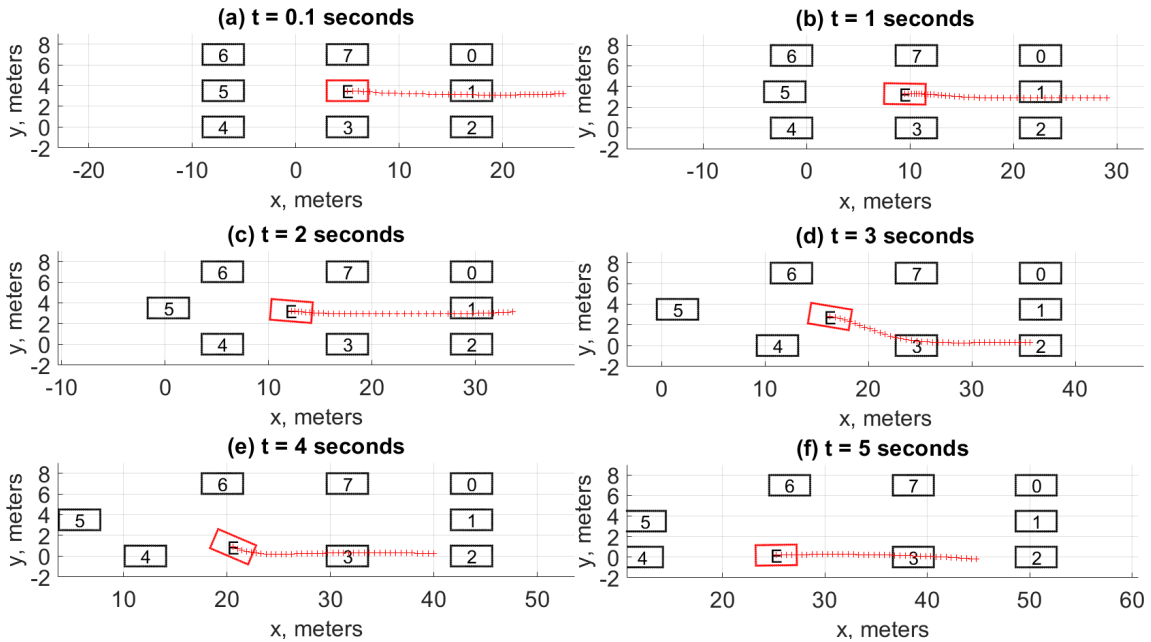 (a) t = 0.1 seconds
8
6
4
2
0
-2
y, meters
6 7 0
5 E 1
4 3 2
-20 -10 0 10 20
x, meters
(b) t = 1 seconds
8
6
4
2
0
-2
y, meters
6 7 0
5 E 1
4 3 2
-10 0 10 20 30
x, meters
(c) t = 2 seconds
8
6
4
2
0
-2
y, meters
6 7 0
5 E 1
4 3 2
-10 0 10 20 30
x, meters
(d) t = 3 seconds
8
6
4
2
0
-2
y, meters
6 7 0
5 E 1
4 3 2
0 10 20 30 40
x, meters
(e) t = 4 seconds
8
6
4
2
0
-2
y, meters
6 7 0
5 1
E
4 3 2
10 20 30 40 50
x, meters
(f) t = 5 seconds
8
6
4
2
0
-2
y, meters
6 7 0
5 1
4 E 3 2
20 30 40 50 60
x, meters